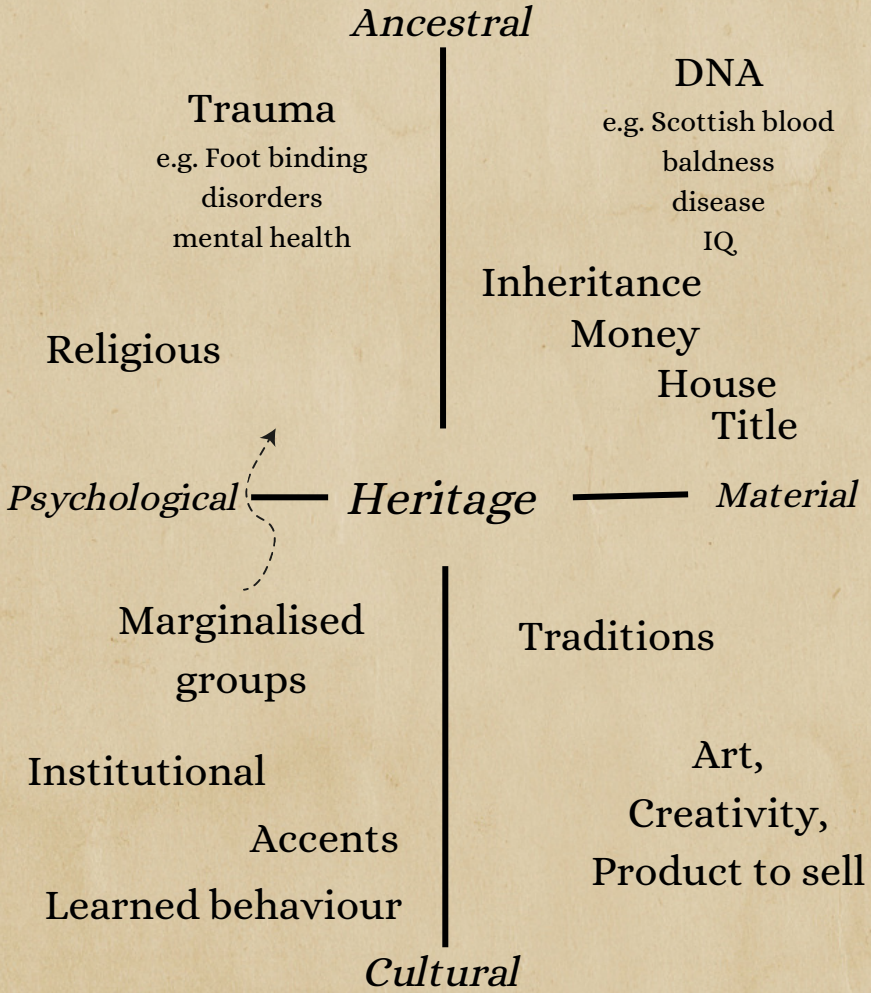 Ancestral
Trauma
e.g. Foot binding
disorders
mental health
Religious
DNA
e.g. Scottish blood
baldness
disease
IQ
Inheritance
Money
House
Title
Psychological
Heritage
Material
Marginalised
groups
Institutional
Accents
Learned behaviour
Traditions
Art,
Creativity,
Product to sell
Cultural